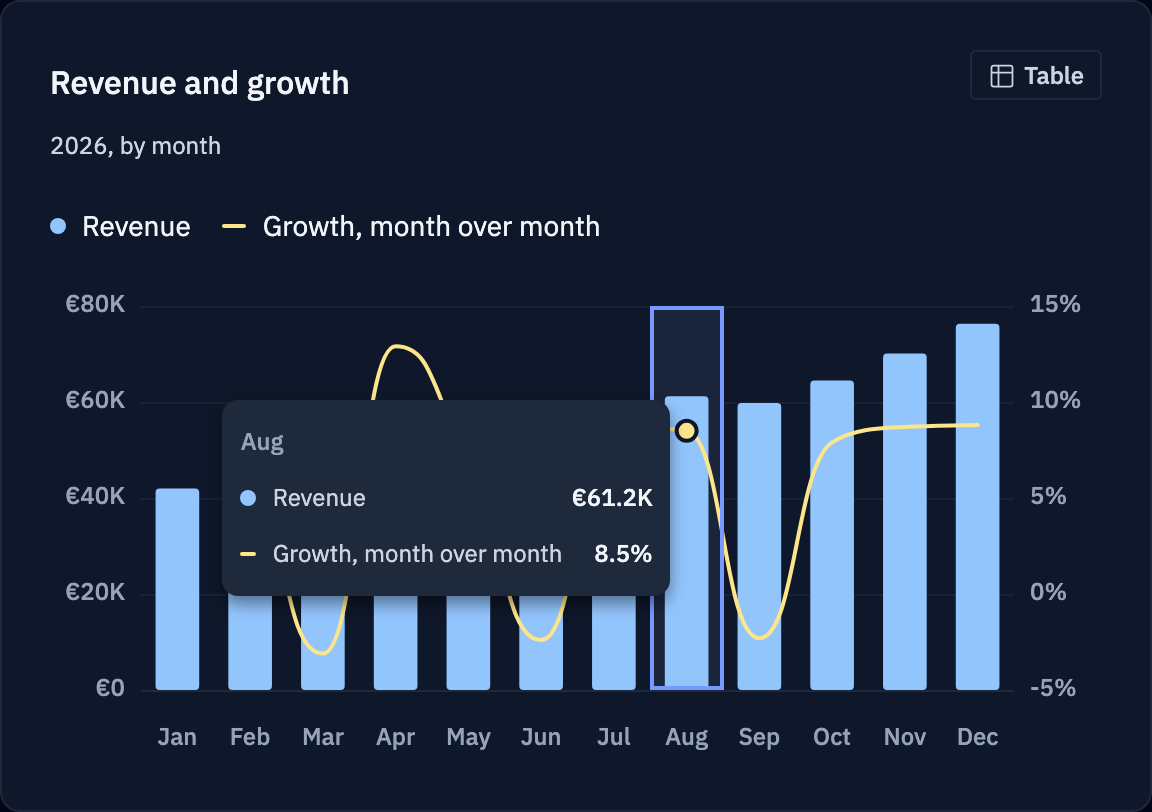 Revenue and growth
Table
2026, by month
Revenue
Growth, month over month
€80K
€60K
€40K
€20K
€0
15%
10%
5%
0%
-5%
Aug
Revenue €61.2K
Growth, month over month 8.5%
Jan Feb Mar Apr May Jun Jul Aug Sep Oct Nov Dec